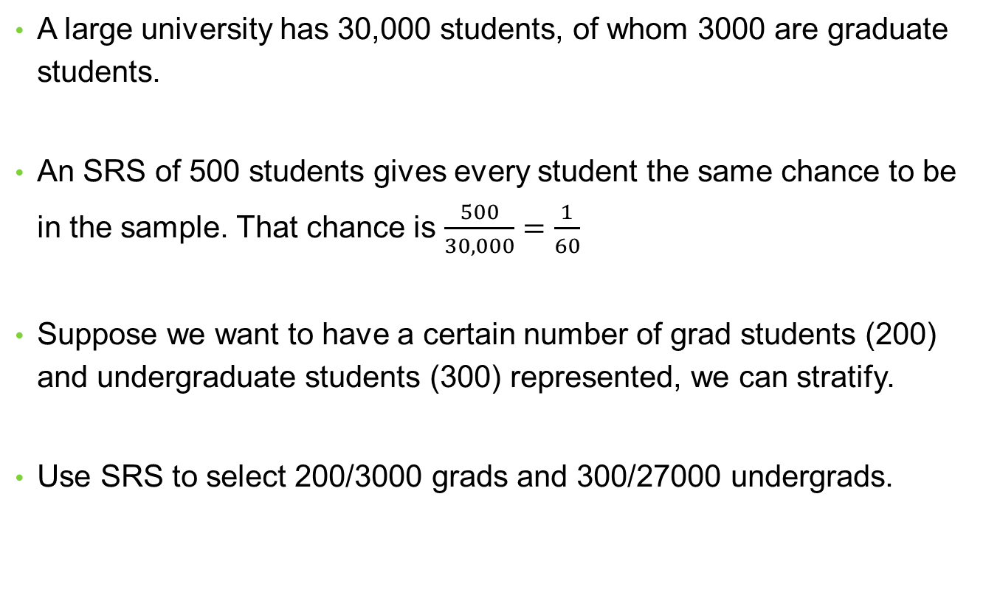 • A large university has 30,000 students, of whom 3000 are graduate
students.
• An SRS of 500 students gives every student the same chance to be
in the sample. That chance is 500/30,000 = 1/60
• Suppose we want to have a certain number of grad students (200)
and undergraduate students (300) represented, we can stratify.
• Use SRS to select 200/3000 grads and 300/27000 undergrads.